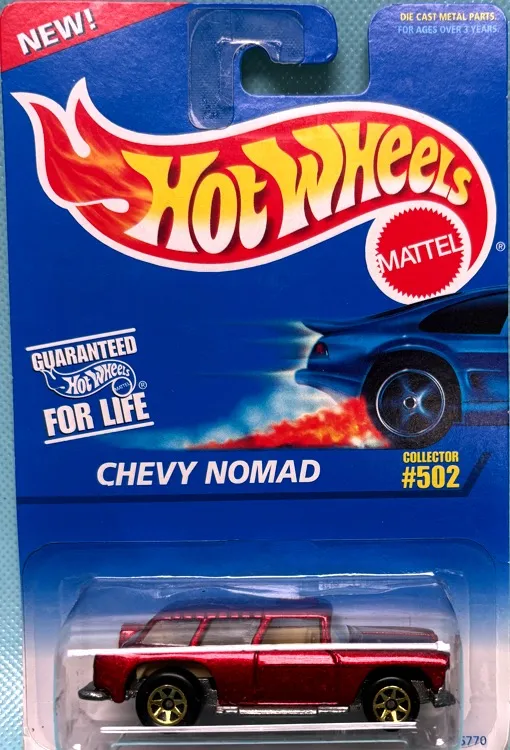 NEW!
DIE CAST METAL PARTS.
FOR AGES OVER 3 YEARS.
HOT WHEELS
®
MATTEL
GUARANTEED
HOT WHEELS
MATTEL
®
FOR LIFE
CHEVY NOMAD
COLLECTOR
#502